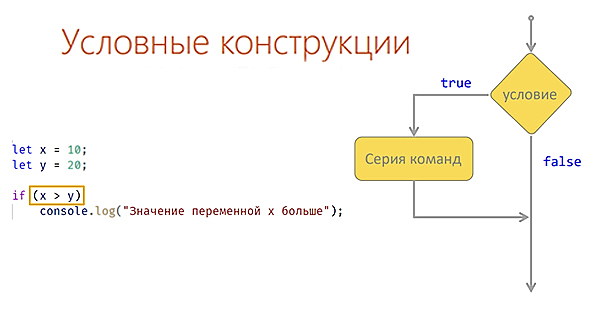 Условные конструкции
true
условие
let x = 10;
let y = 20;
Серия команд
false
if (x > y)
console.log("Значение переменной x больше");